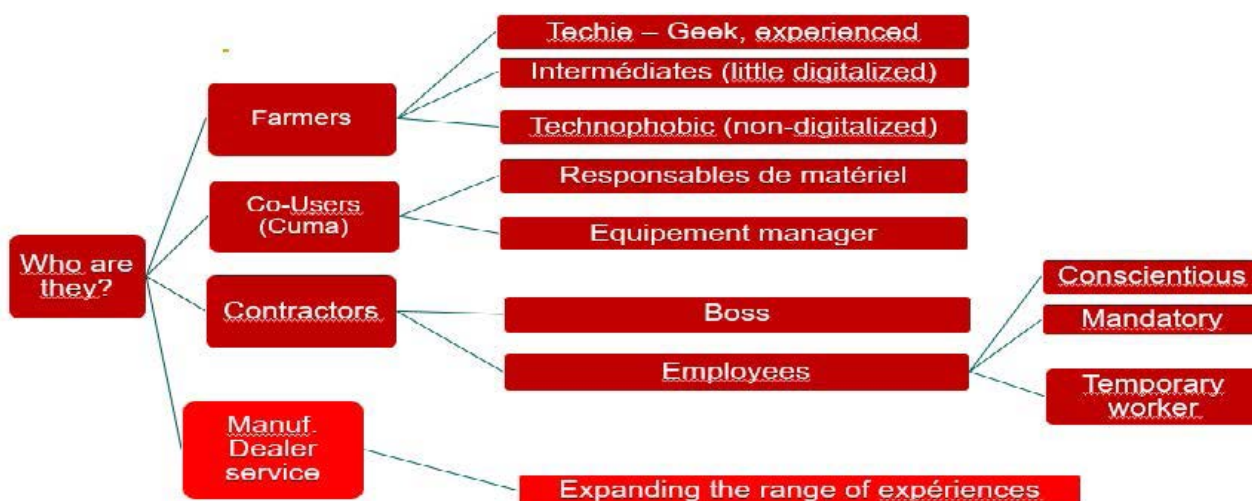 Who are
they?
Farmers
Techie – Geek, experienced
Intermédiates (little digitalized)
Technophobic (non-digitalized)
Co-Users
(Cuma)
Responsables de matériel
Equipement manager
Contractors
Boss
Employees
Conscientious
Mandatory
Temporary
worker
Manuf.
Dealer
service
Expanding the range of expériences